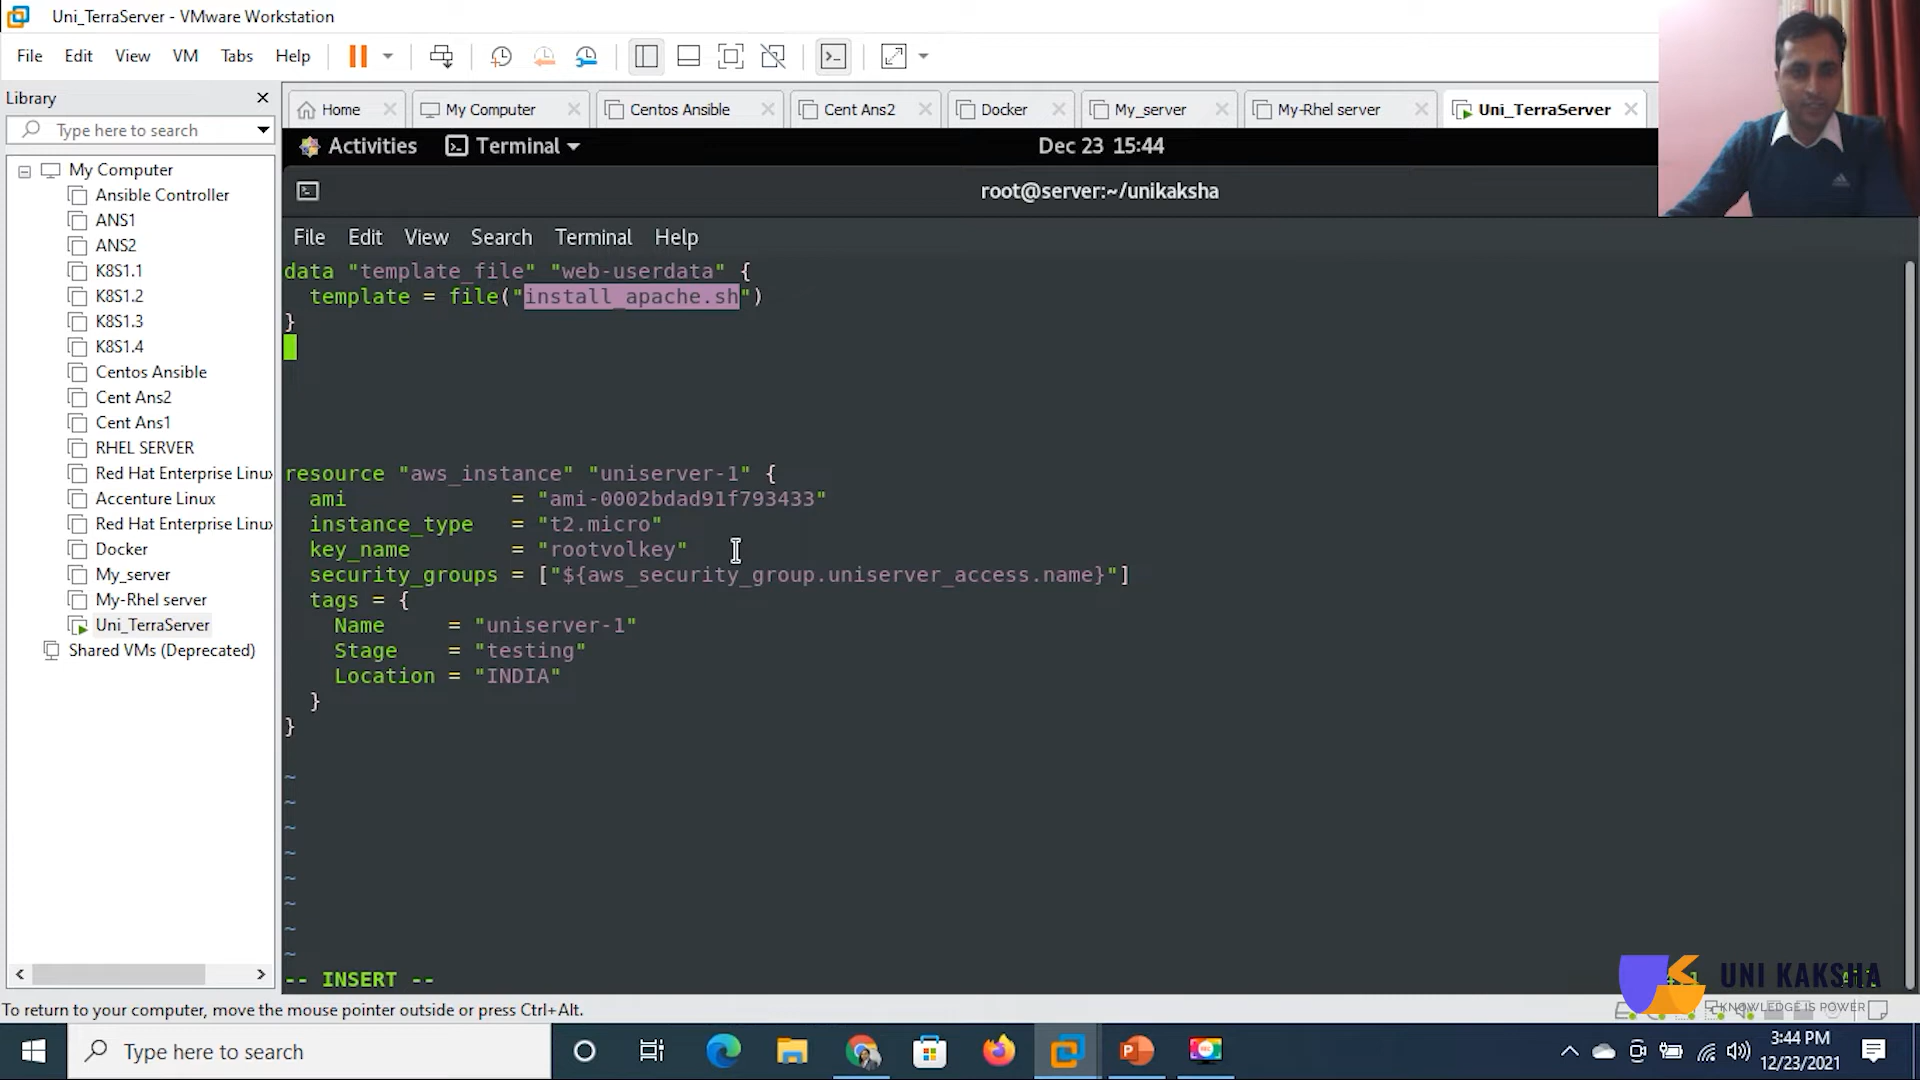 Uni_TerraServer - VMware Workstation
File Edit View VM Tabs Help
Library
Type here to search
Home
My Computer
Centos Ansible
Cent Ans2
Docker
My_server
My-Rhel server
Uni_TerraServer
My Computer
Ansible Controller
ANS1
ANS2
K8S1.1
K8S1.2
K8S1.3
K8S1.4
Centos Ansible
Cent Ans2
Cent Ans1
RHEL SERVER
Red Hat Enterprise Linux
Accenture Linux
Red Hat Enterprise Linux
Docker
My_server
My-Rhel server
Uni_TerraServer
Shared VMs (Deprecated)
Activities Terminal Dec 23 15:44
root@server:~/unikaksha
File Edit View Search Terminal Help
data "template_file" "web-userdata" {
template = file("install_apache.sh")
}
resource "aws_instance" "uniserver-1" {
ami = "ami-0002bdad91f793433"
instance_type = "t2.micro"
key_name = "rootvolkey"
security_groups = ["${aws_security_group.uniserver_access.name}"]
tags = {
Name = "uniserver-1"
Stage = "testing"
Location = "INDIA"
}
}
~
~
~
~
~
~
~
~
-- INSERT --
UNI KAKSHA
KNOWLEDGE IS POWER
To return to your computer, move the mouse pointer outside or press Ctrl+Alt.
Type here to search
3:44 PM
12/23/2021